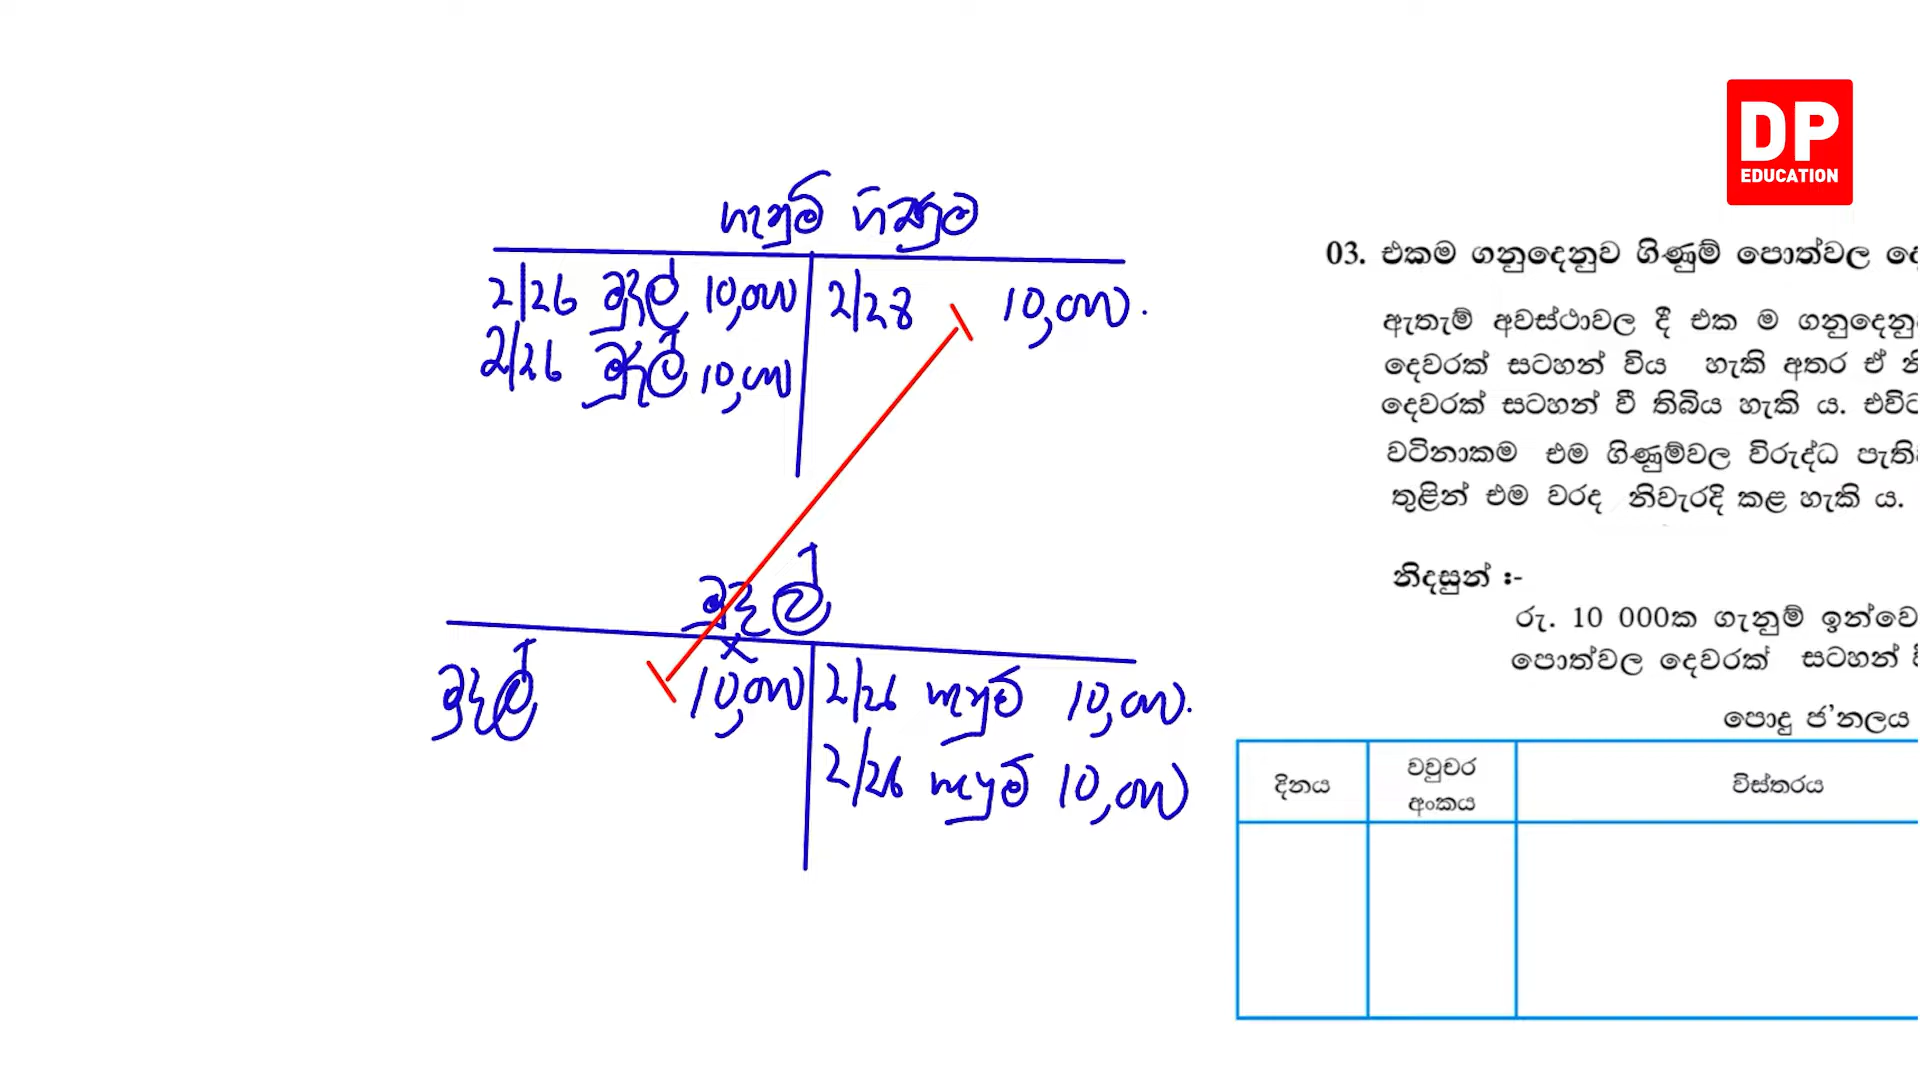 DP
EDUCATION
ගැනුම් ගිණුම
2/26 මුදල් 10,000 2/28 10,000.
2/26 මුදල් 10,000
මුදල්
මුදල් 10,000 2/26 ගැනුම් 10,000.
2/26 ගැනුම් 10,000
03. එකම ගනුදෙනුව ගිණුම් පොත්වල දෙ
ඇතැම් අවස්ථාවල දී එක ම ගනුදෙනු
දෙවරක් සටහන් විය හැකි අතර ඒ නි
දෙවරක් සටහන් වී තිබිය හැකි ය. එවිට
වටිනාකම එම ගිණුම්වල විරුද්ධ පැති
තුළින් එම වරද නිවැරදි කළ හැකි ය.
නිදසුන් :-
රු. 10 000ක ගැනුම් ඉන්වො
පොත්වල දෙවරක් සටහන් වී
පොදු ජ'නලය
දිනය
වවුචර
අංකය
විස්තරය